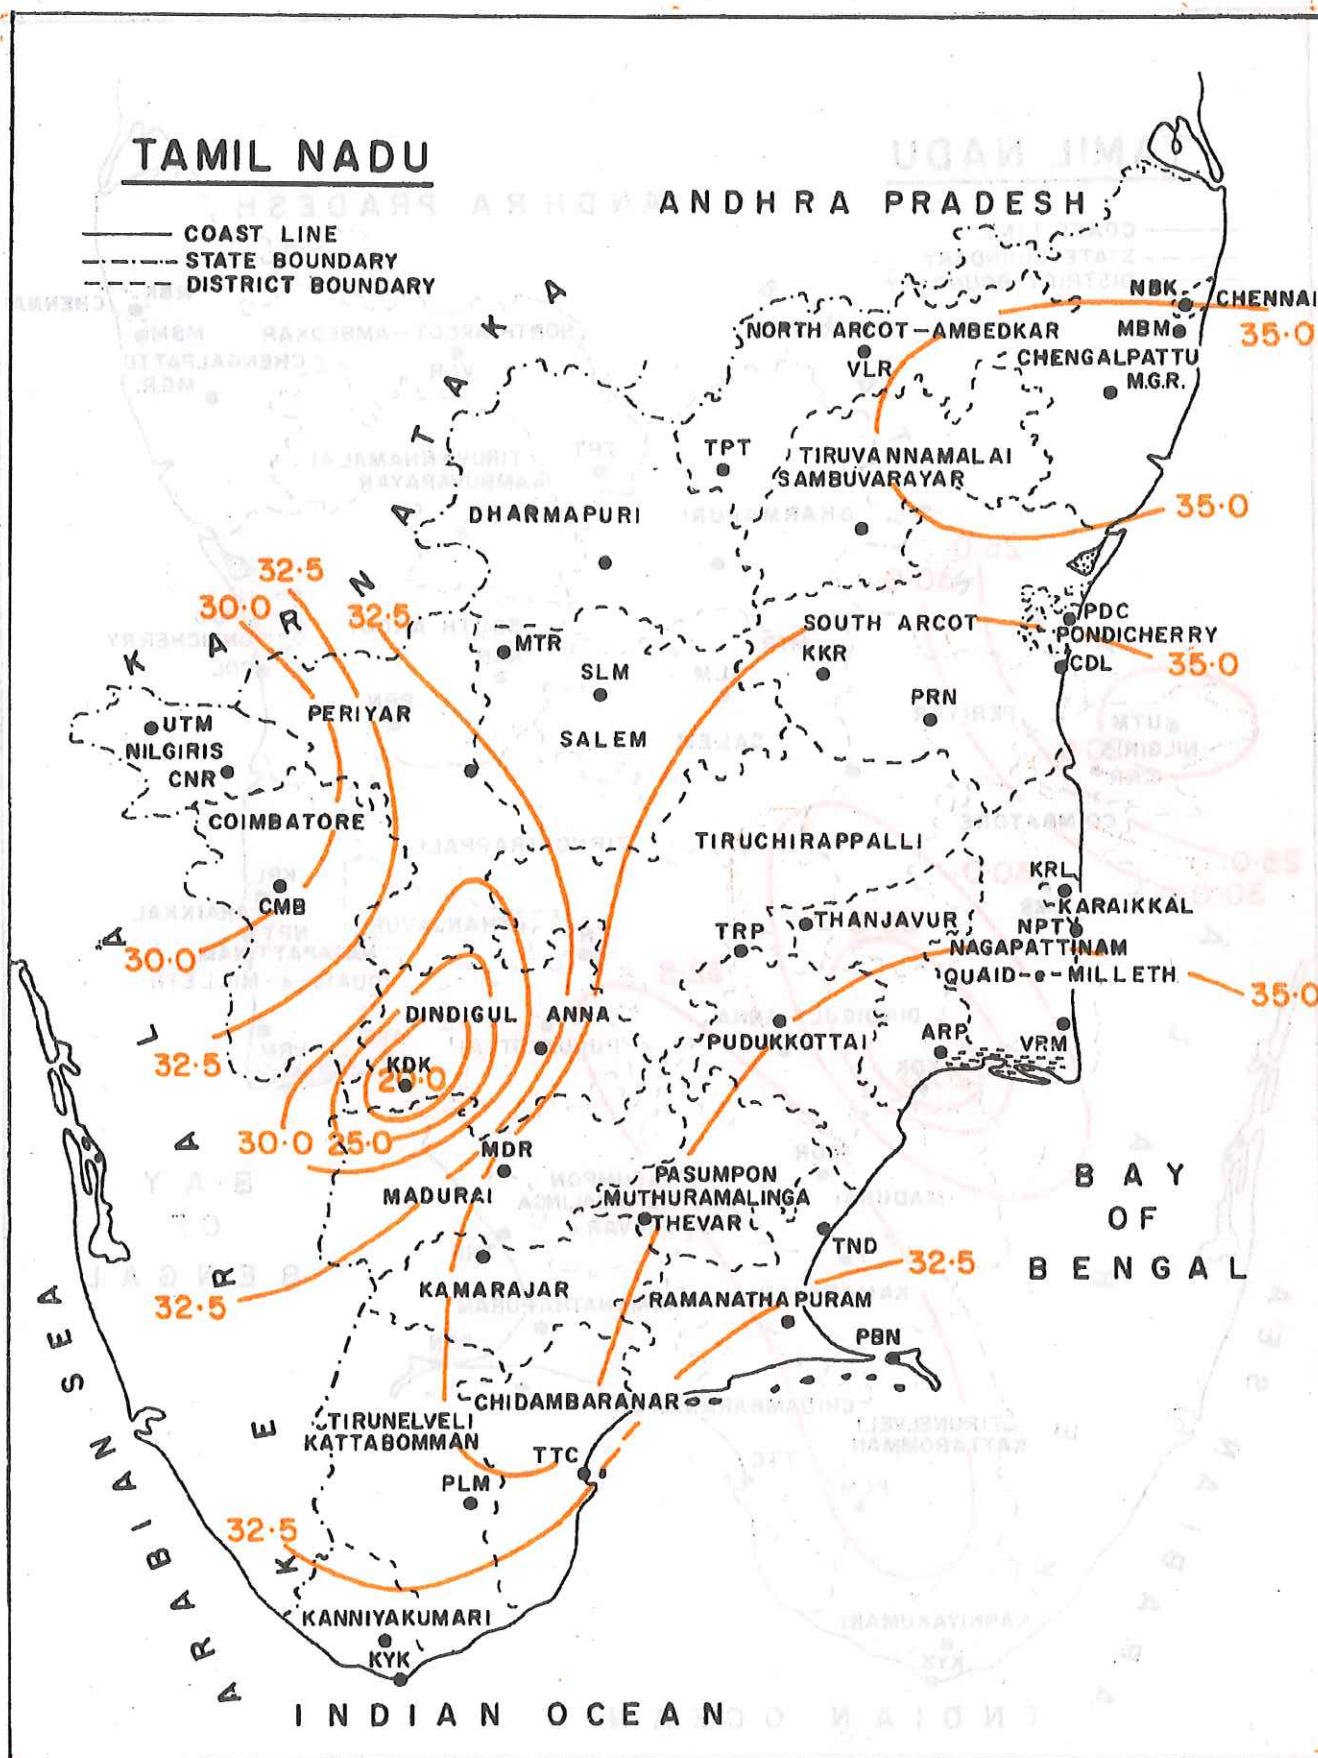 TAMIL NADU
ANDHRA PRADESH
COAST LINE
STATE BOUNDARY
DISTRICT BOUNDARY
KARNATAKA
NBK
CHENNAI
35.0
NORTH ARCOT-AMBEDKAR
MBM
VLR
CHENGALPATTU
M.G.R.
TPT
TIRUVANNAMALAI
SAMBUVARAYAR
35.0
DHARMAPURI
32.5
30.0
32.5
PDC
SOUTH ARCOT
PONDICHERRY
MTR
KKR
35.0
CDL
SLM
PRN
PERIYAR
UTM
SALEM
NILGIRIS
CNR
COIMBATORE
TIRUCHIRAPPALLI
KRL
CMB
KARAIKKAL
THANJAVUR
NPT
TRP
NAGAPATTINAM
30.0
QUAID-e-MILLETH
35.0
DINDIGUL ANNA
PUDUKKOTTAI
ARP
VRM
32.5
KDK
20.0
30.0
25.0
MDR
PASUMPON
MADURAI
MUTHURAMALINGA
THEVAR
BAY
OF
BENGAL
TND
32.5
KAMARAJAR
32.5
RAMANATHAPURAM
PBN
CHIDAMBARANAR
TIRUNELVELI
KATTABOMMAN
TTC
PLM
32.5
KERALA
ARABIAN SEA
KANNIYAKUMARI
KYK
INDIAN OCEAN